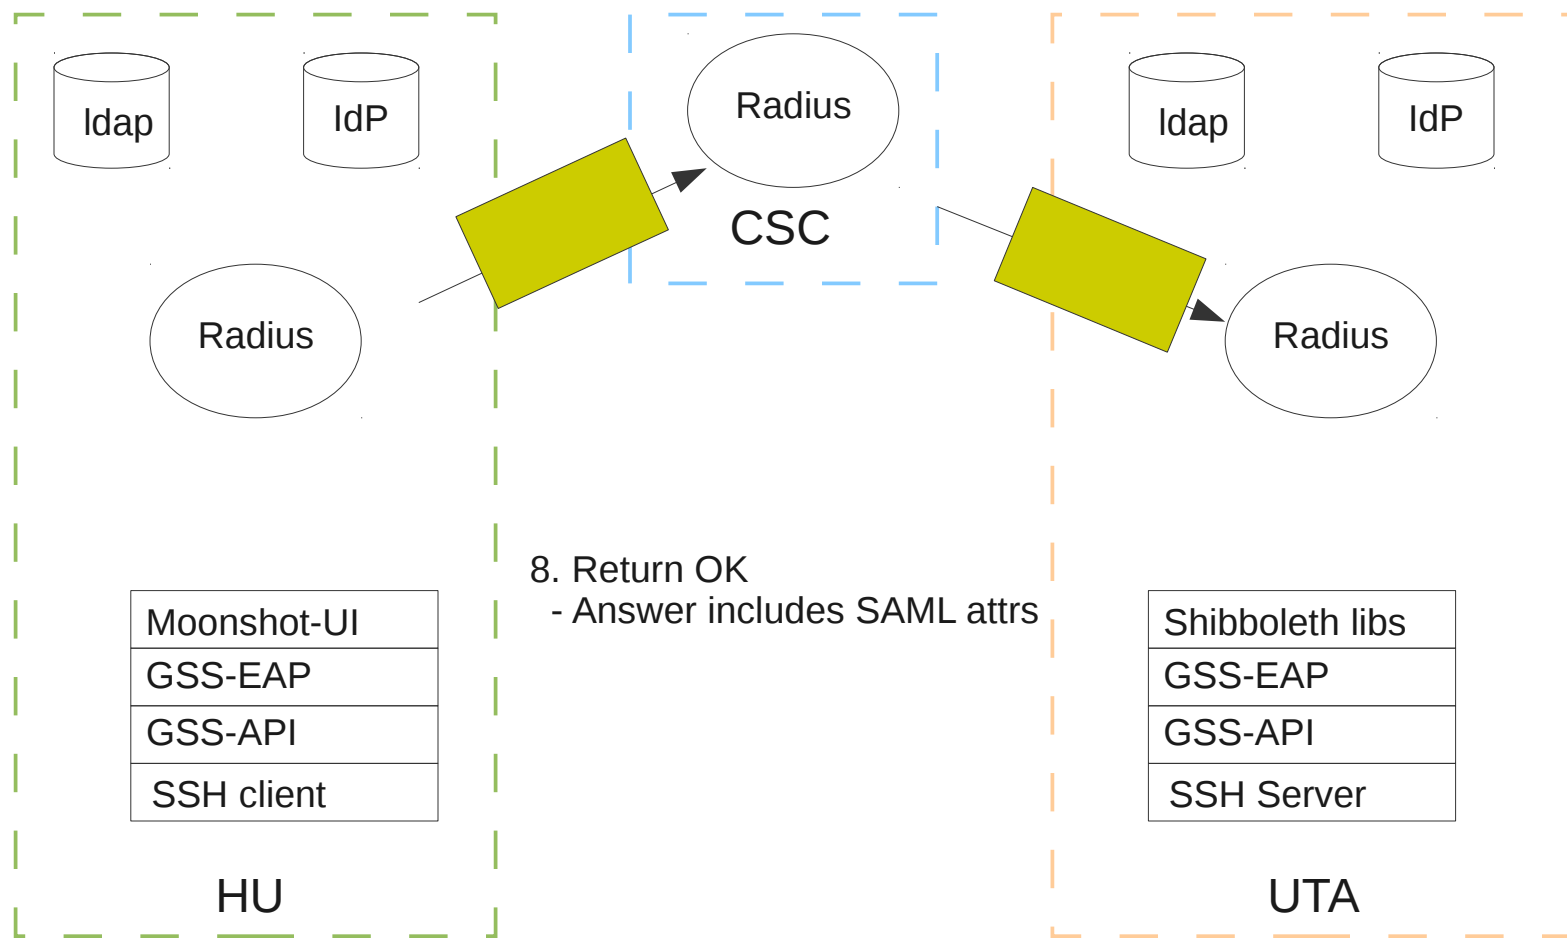 ldap
IdP
Radius
CSC
ldap
IdP
Radius
Radius
8. Return OK
- Answer includes SAML attrs
Moonshot-UI
GSS-EAP
GSS-API
SSH client
HU
Shibboleth libs
GSS-EAP
GSS-API
SSH Server
UTA